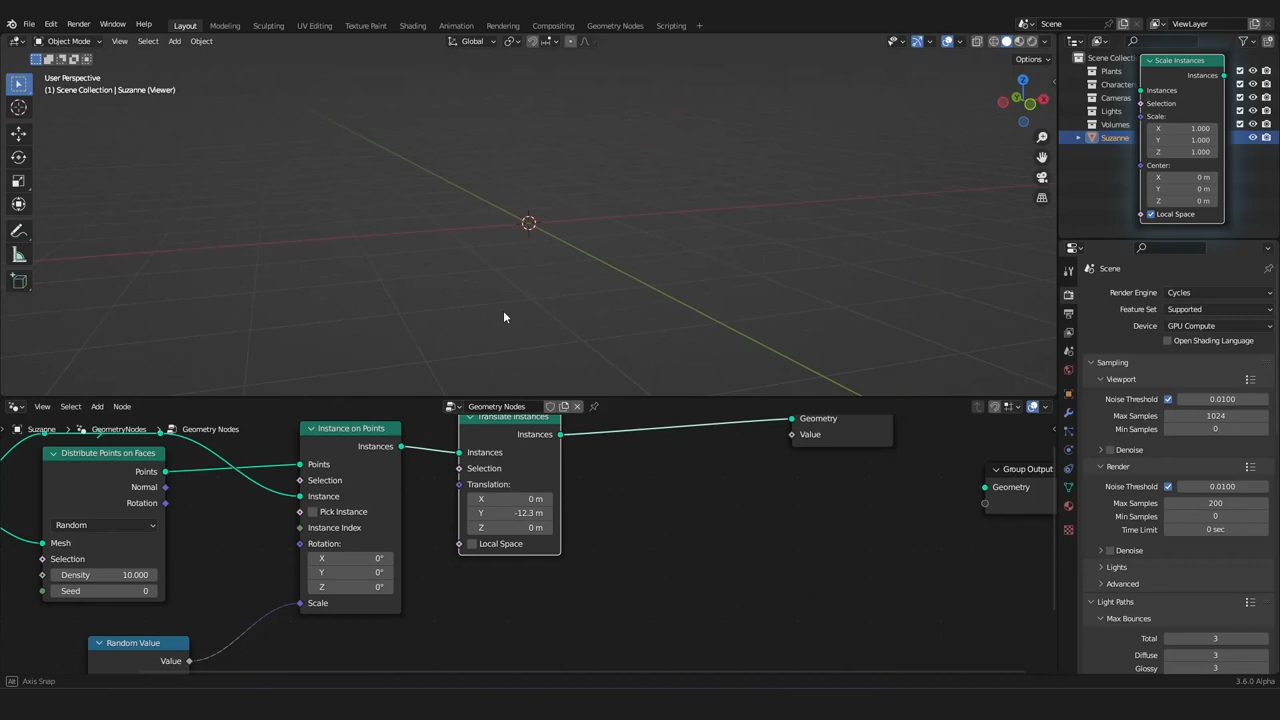 File Edit Render Window Help Layout Modeling Sculpting UV Editing Texture Paint Shading Animation Rendering Compositing Geometry Nodes Scripting Scene ViewLayer
Object Mode View Select Add Object Global
Options
User Perspective
(1) Scene Collection | Suzanne (Viewer)
X
Y
Z
Scene Collect
Plants
Character
Cameras
Lights
Volumes
Suzanne
Scale Instances
Instances
Instances
Selection
Scale:
X 1.000
Y 1.000
Z 1.000
Center:
X 0 m
Y 0 m
Z 0 m
Local Space
Scene
Render Engine Cycles
Feature Set Supported
Device GPU Compute
Open Shading Language
Sampling
Viewport
Noise Threshold 0.0100
Max Samples 1024
Min Samples 0
Denoise
Render
Noise Threshold 0.0100
Max Samples 200
Min Samples 0
Time Limit 0 sec
Denoise
Lights
Advanced
Light Paths
Max Bounces
Total 3
Diffuse 3
Glossy 3
View Select Add Node Geometry Nodes
Suzanne GeometryNodes Geometry Nodes
Distribute Points on Faces
Points
Normal
Rotation
Random
Mesh
Selection
Density 10.000
Seed 0
Random Value
Value
Instance on Points
Instances
Points
Selection
Instance
Pick Instance
Instance Index
Rotation:
X 0°
Y 0°
Z 0°
Scale
Translate Instances
Instances
Instances
Selection
Translation:
X 0 m
Y -12.3 m
Z 0 m
Local Space
Geometry
Value
Group Output
Geometry
Alt Axis Snap
3.6.0 Alpha